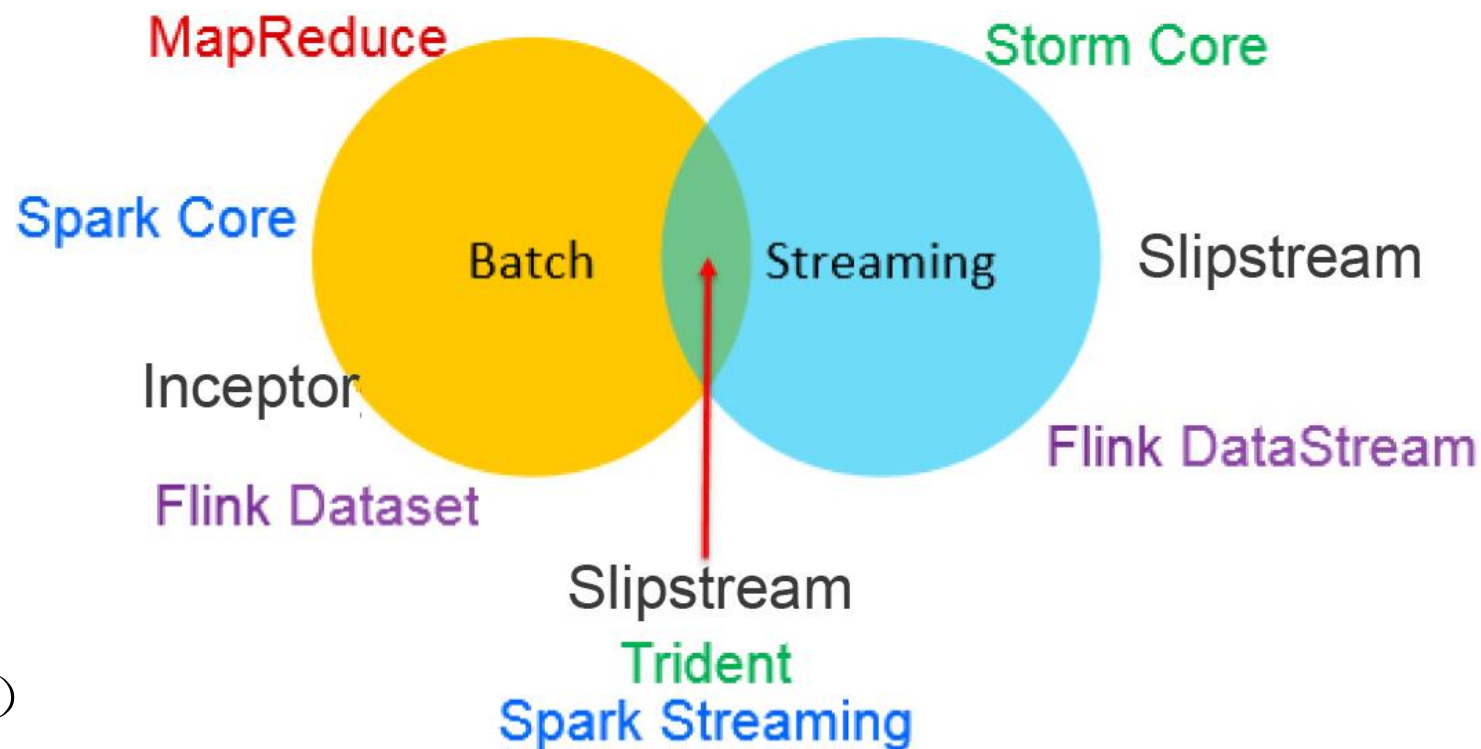 MapReduce
Storm Core
Spark Core
Batch
Streaming
Slipstream
Inceptor
Flink DataStream
Flink Dataset
Slipstream
Trident
)
Spark Streaming